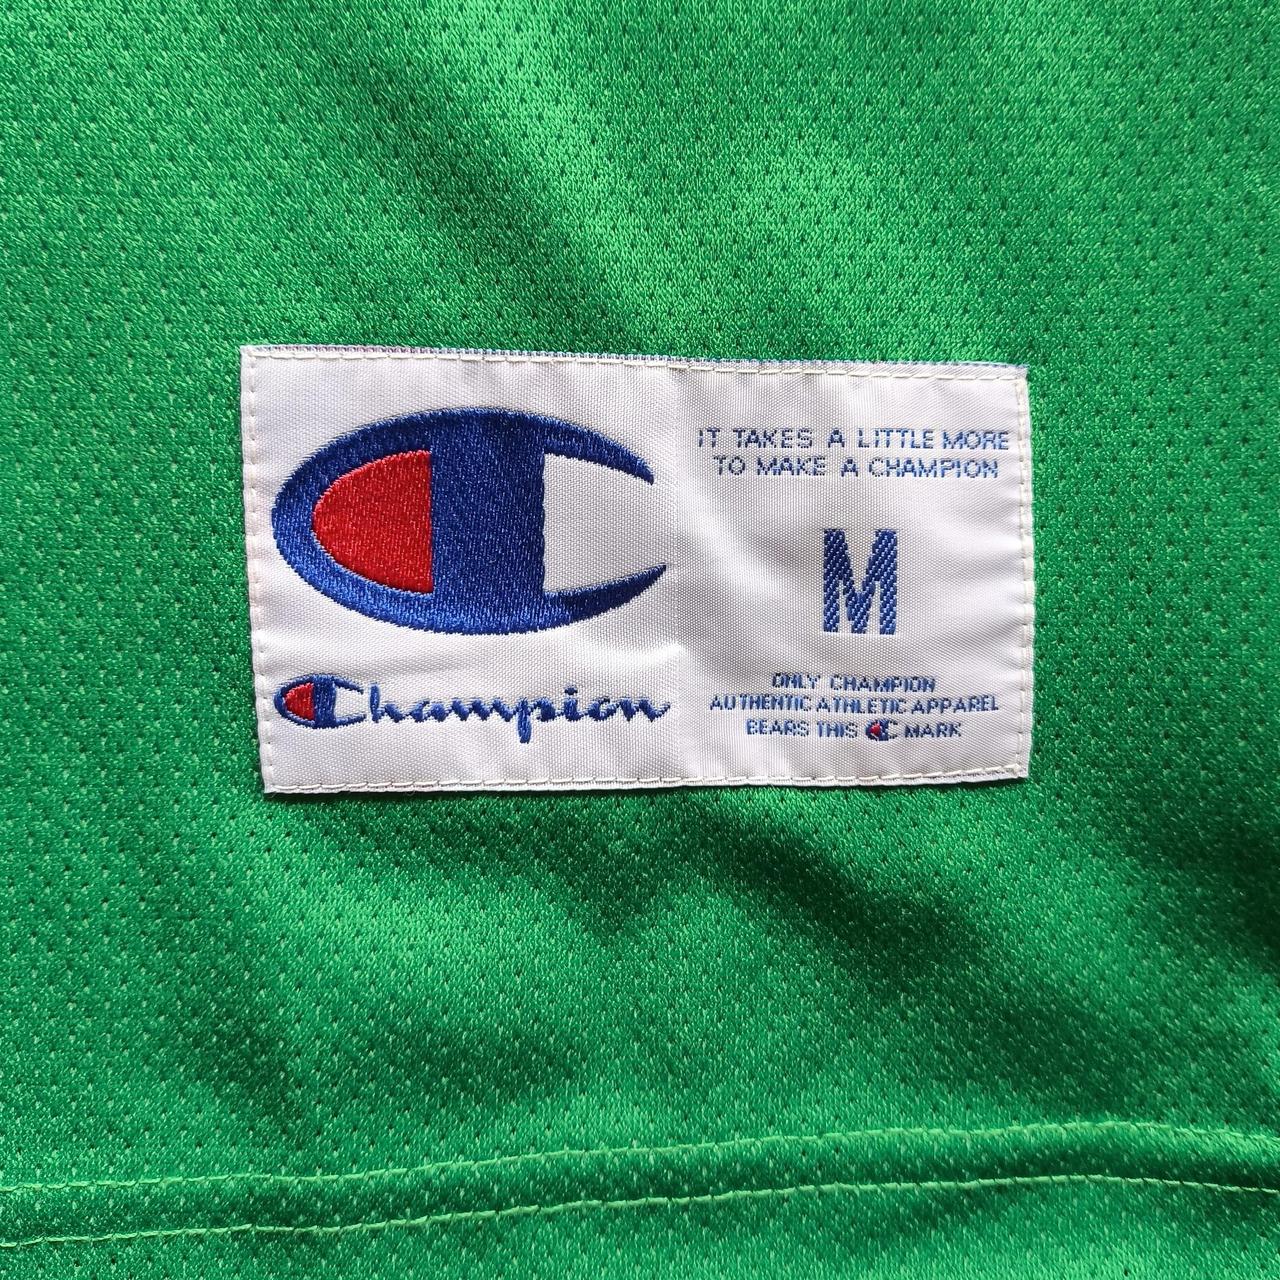 Champion
IT TAKES A LITTLE MORE
TO MAKE A CHAMPION
M
ONLY CHAMPION
AUTHENTIC ATHLETIC APPAREL
BEARS THIS C MARK